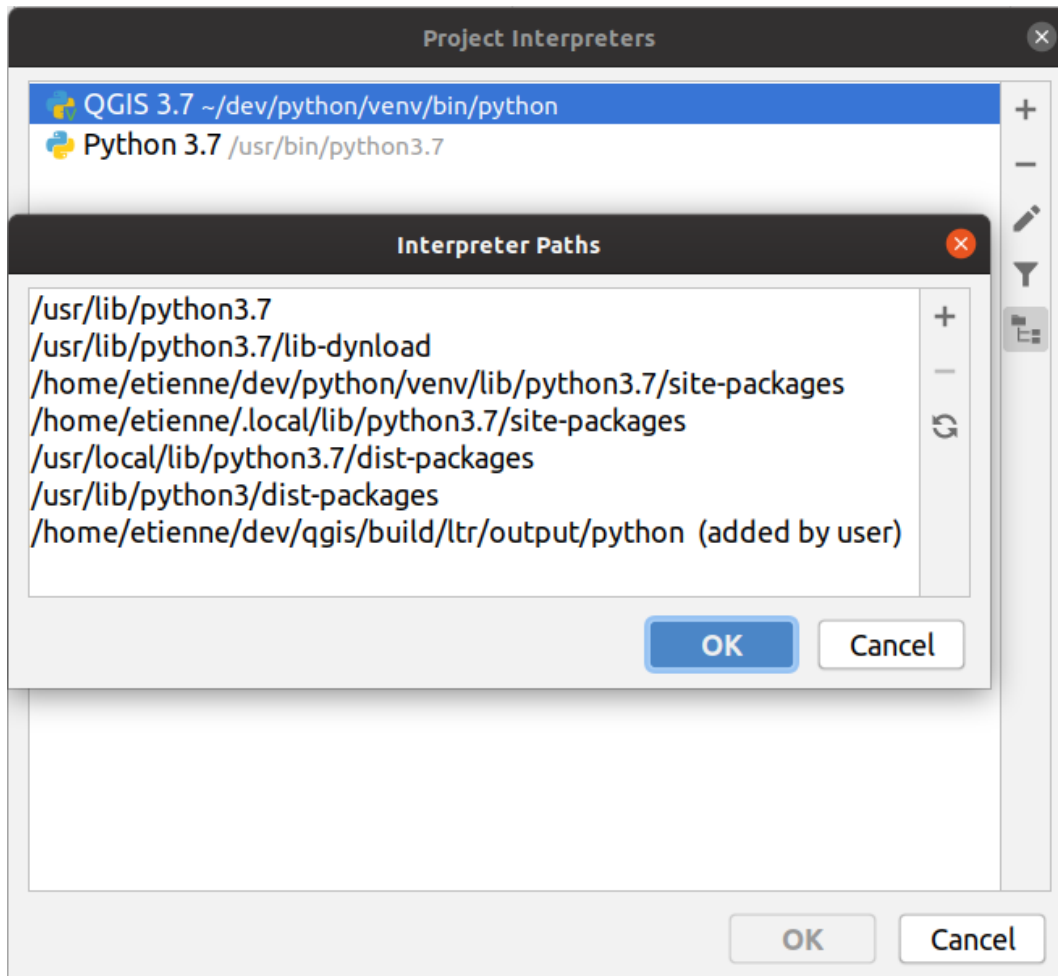 Project Interpreters
QGIS 3.7 ~/dev/python/venv/bin/python
Python 3.7 /usr/bin/python3.7
Interpreter Paths
/usr/lib/python3.7
/usr/lib/python3.7/lib-dynload
/home/etienne/dev/python/venv/lib/python3.7/site-packages
/home/etienne/.local/lib/python3.7/site-packages
/usr/local/lib/python3.7/dist-packages
/usr/lib/python3/dist-packages
/home/etienne/dev/qgis/build/ltr/output/python (added by user)
OK Cancel
OK Cancel